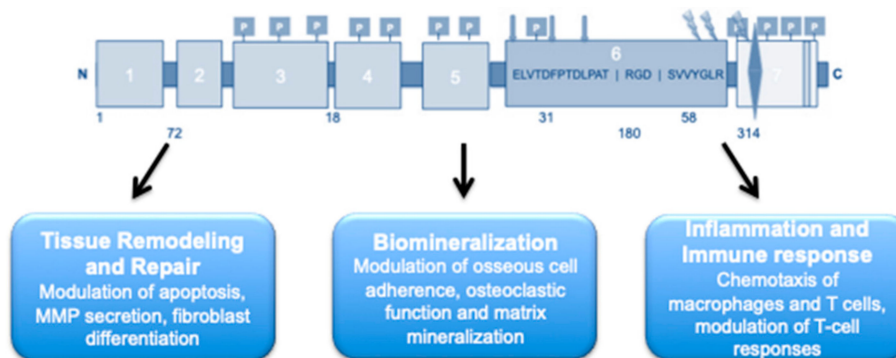 P P P P P P P P P P P P
6
N 1 2 3 4 5 ELVTDFPTDLPAT | RGD | SVVYGLR 7 C
1 18 31 58 314
72 180
Tissue Remodeling
and Repair
Modulation of apoptosis,
MMP secretion, fibroblast
differentiation
Biomineralization
Modulation of osseous cell
adherence, osteoclastic
function and matrix
mineralization
Inflammation and
Immune response
Chemotaxis of
macrophages and T cells,
modulation of T-cell
responses